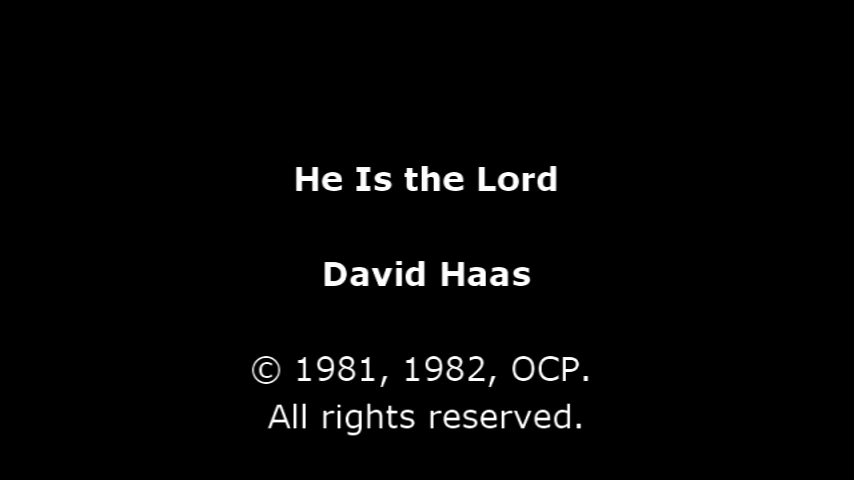 He Is the Lord
David Haas
© 1981, 1982, OCP.
All rights reserved.